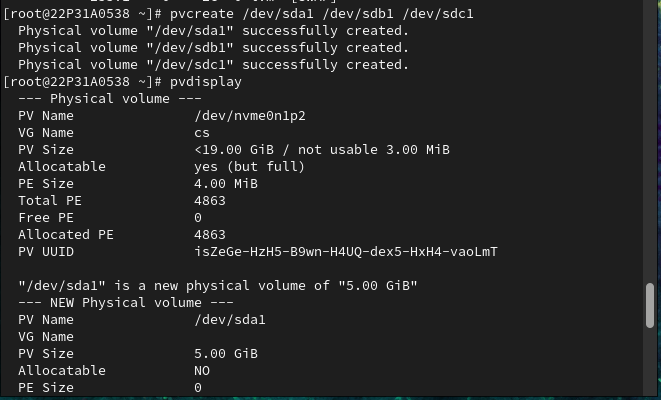 [root@22P31A0538 ~]# pvcreate /dev/sda1 /dev/sdb1 /dev/sdc1
  Physical volume "/dev/sda1" successfully created.
  Physical volume "/dev/sdb1" successfully created.
  Physical volume "/dev/sdc1" successfully created.
[root@22P31A0538 ~]# pvdisplay
  --- Physical volume ---
  PV Name               /dev/nvme0n1p2
  VG Name               cs
  PV Size               <19.00 GiB / not usable 3.00 MiB
  Allocatable           yes (but full)
  PE Size               4.00 MiB
  Total PE              4863
  Free PE               0
  Allocated PE          4863
  PV UUID               isZeGe-HzH5-B9wn-H4UQ-dex5-HxH4-vaoLmT

  "/dev/sda1" is a new physical volume of "5.00 GiB"
  --- NEW Physical volume ---
  PV Name               /dev/sda1
  VG Name
  PV Size               5.00 GiB
  Allocatable           NO
  PE Size               0